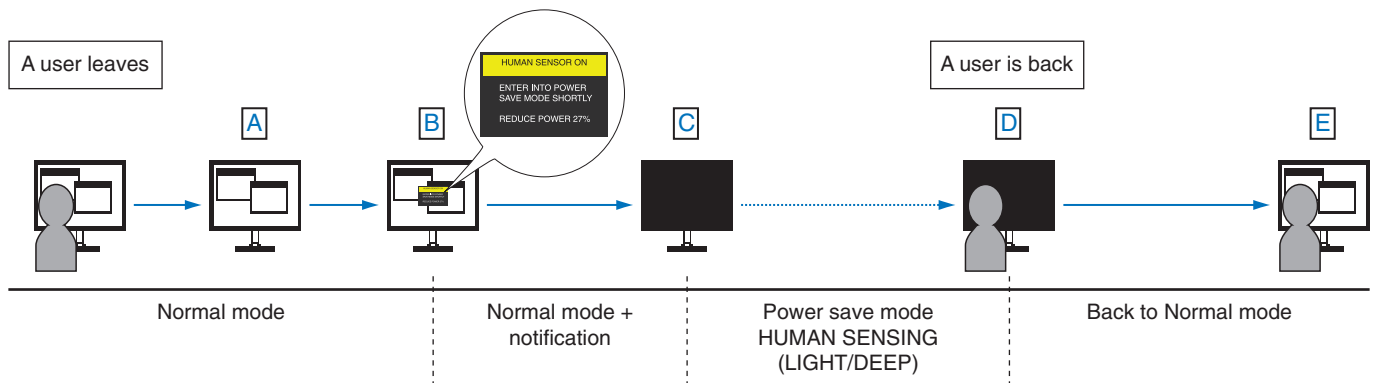 A user leaves
HUMAN SENSOR ON
ENTER INTO POWER
SAVE MODE SHORTLY
REDUCE POWER 27%
A user is back
A
B
C
D
E
Normal mode
Normal mode +
notification
Power save mode
HUMAN SENSING
(LIGHT/DEEP)
Back to Normal mode